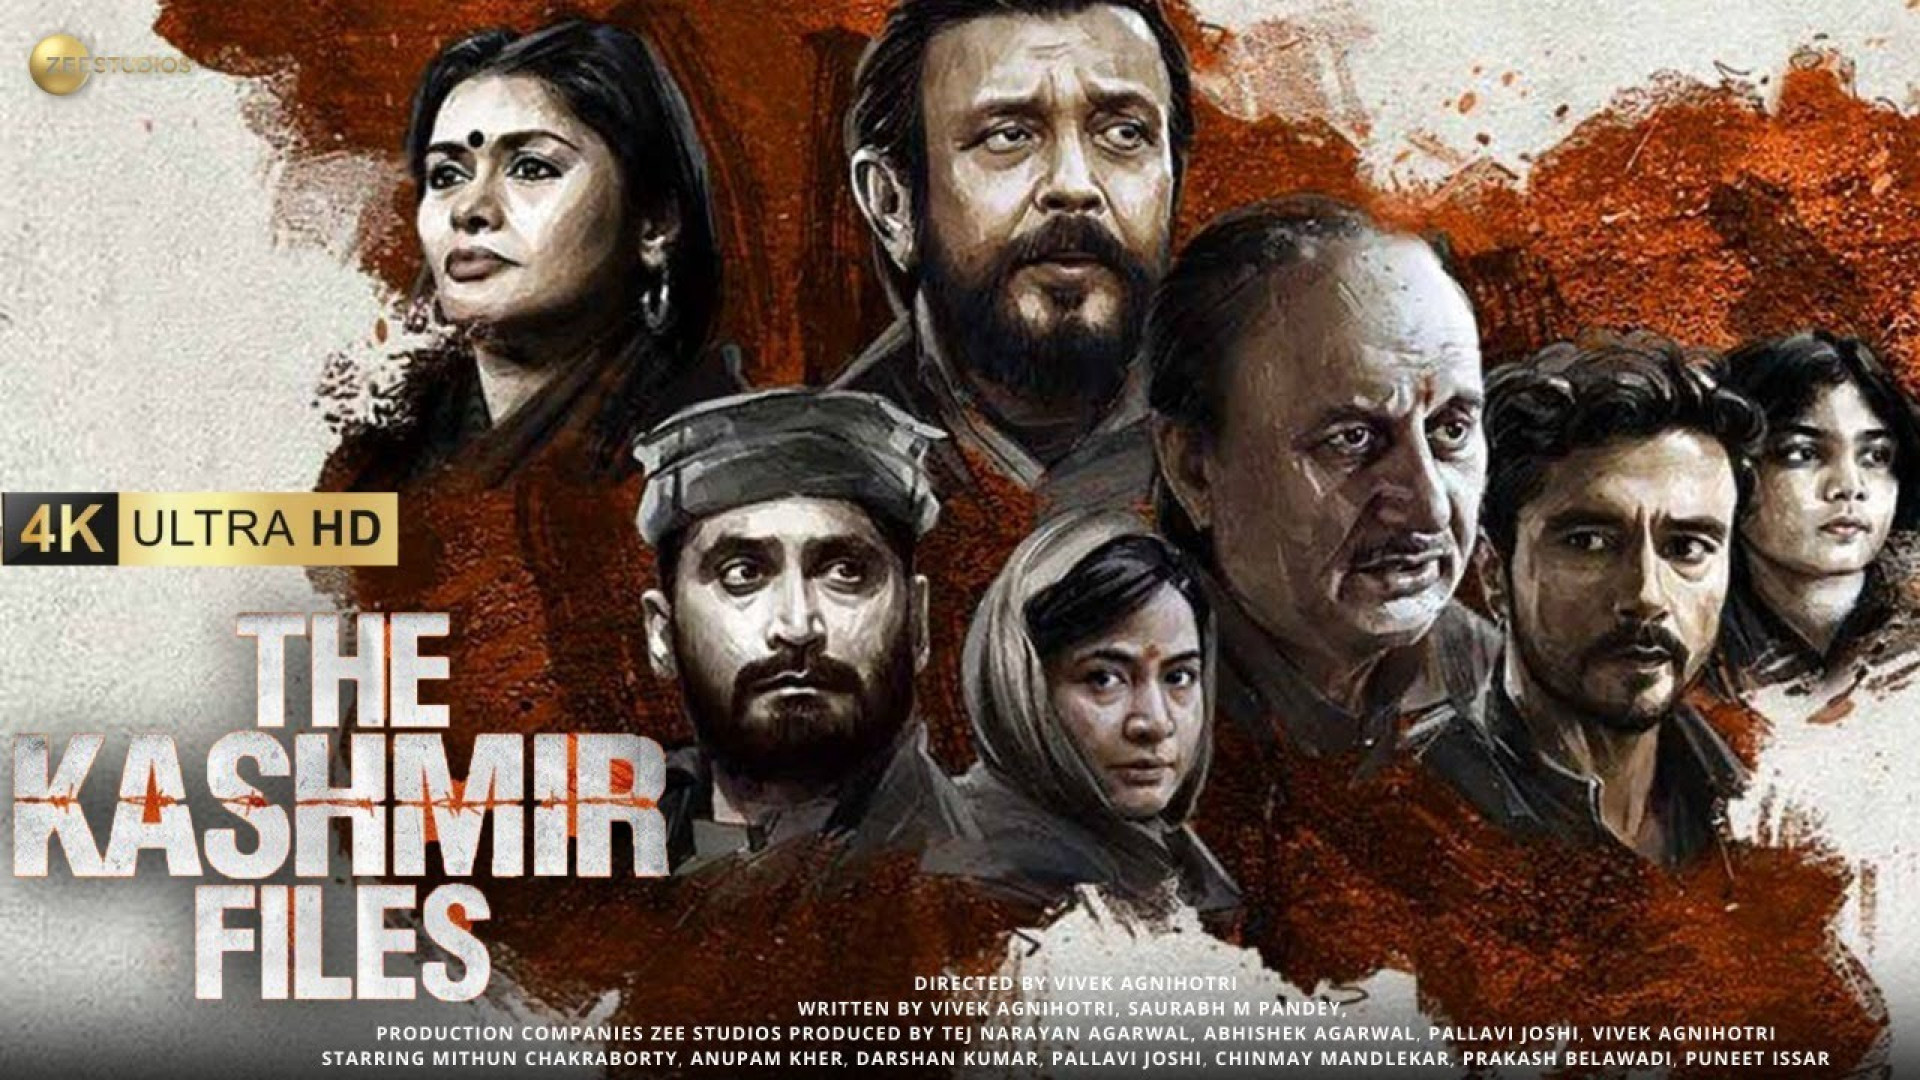 ZEE STUDIOS
4K ULTRA HD
THE
KASHMIR
FILES
DIRECTED BY VIVEK AGNIHOTRI
WRITTEN BY VIVEK AGNIHOTRI, SAURABH M PANDEY,
PRODUCTION COMPANIES ZEE STUDIOS PRODUCED BY TEJ NARAYAN AGARWAL, ABHISHEK AGARWAL, PALLAVI JOSHI, VIVEK AGNIHOTRI
STARRING MITHUN CHAKRABORTY, ANUPAM KHER, DARSHAN KUMAR, PALLAVI JOSHI, CHINMAY MANDLEKAR, PRAKASH BELAWADI, PUNEET ISSAR